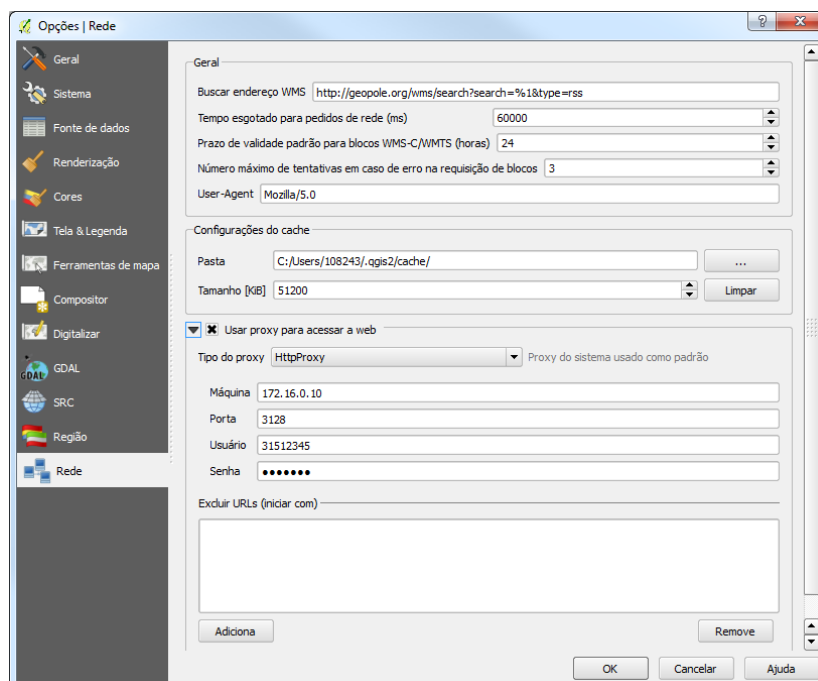 Opções | Rede
Geral
Sistema
Fonte de dados
Renderização
Cores
Tela & Legenda
Ferramentas de mapa
Compositor
Digitalizar
GDAL
GDAL
SRC
Região
Rede
Geral
Buscar endereço WMS http://geopole.org/wms/search?search=%1&type=rss
Tempo esgotado para pedidos de rede (ms) 60000
Prazo de validade padrão para blocos WMS-C/WMTS (horas) 24
Número máximo de tentativas em caso de erro na requisição de blocos 3
User-Agent Mozilla/5.0
Configurações do cache
Pasta C:/Users/108243/.qgis2/cache/ ...
Tamanho [KiB] 51200 Limpar
Usar proxy para acessar a web
Tipo do proxy HttpProxy Proxy do sistema usado como padrão
Máquina 172.16.0.10
Porta 3128
Usuário 31512345
Senha •••••••
Excluir URLs (iniciar com)
Adiciona Remove
OK Cancelar Ajuda